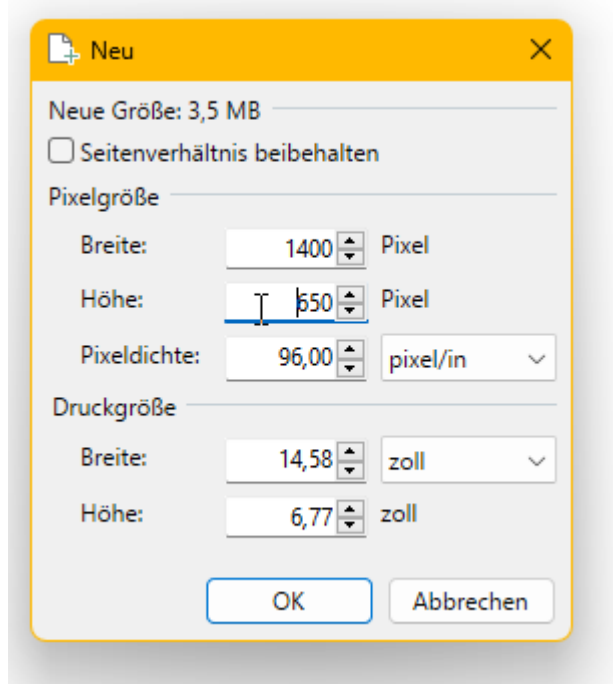 Neu
Neue Größe: 3,5 MB
Seitenverhältnis beibehalten
Pixelgröße
Breite: 1400 Pixel
Höhe: 650 Pixel
Pixeldichte: 96,00 pixel/in
Druckgröße
Breite: 14,58 zoll
Höhe: 6,77 zoll
OK Abbrechen